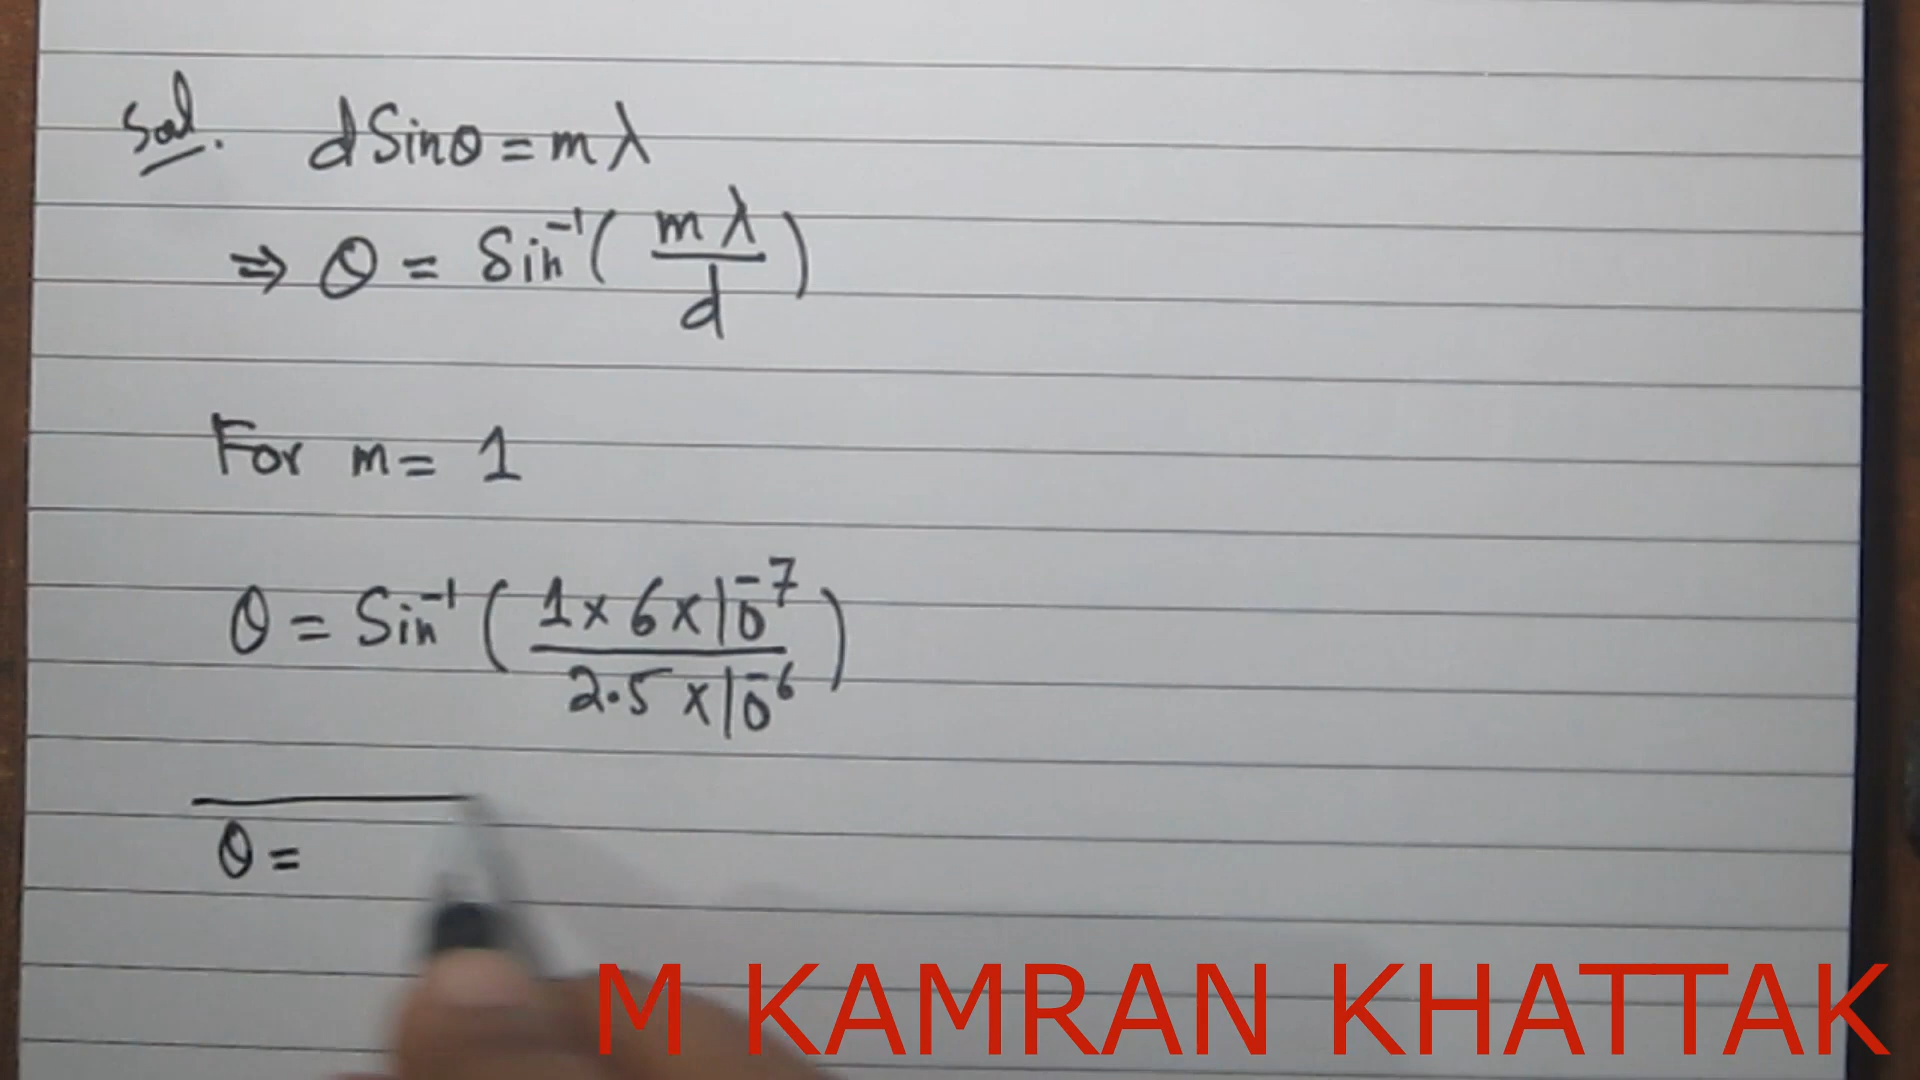 Sol. d Sinθ = mλ
⇒ θ = Sin⁻¹( mλ / d )
For m = 1
θ = Sin⁻¹ ( 1 × 6 × 10⁻⁷ / 2.5 × 10⁻⁶ )
θ =
M KAMRAN KHATTAK